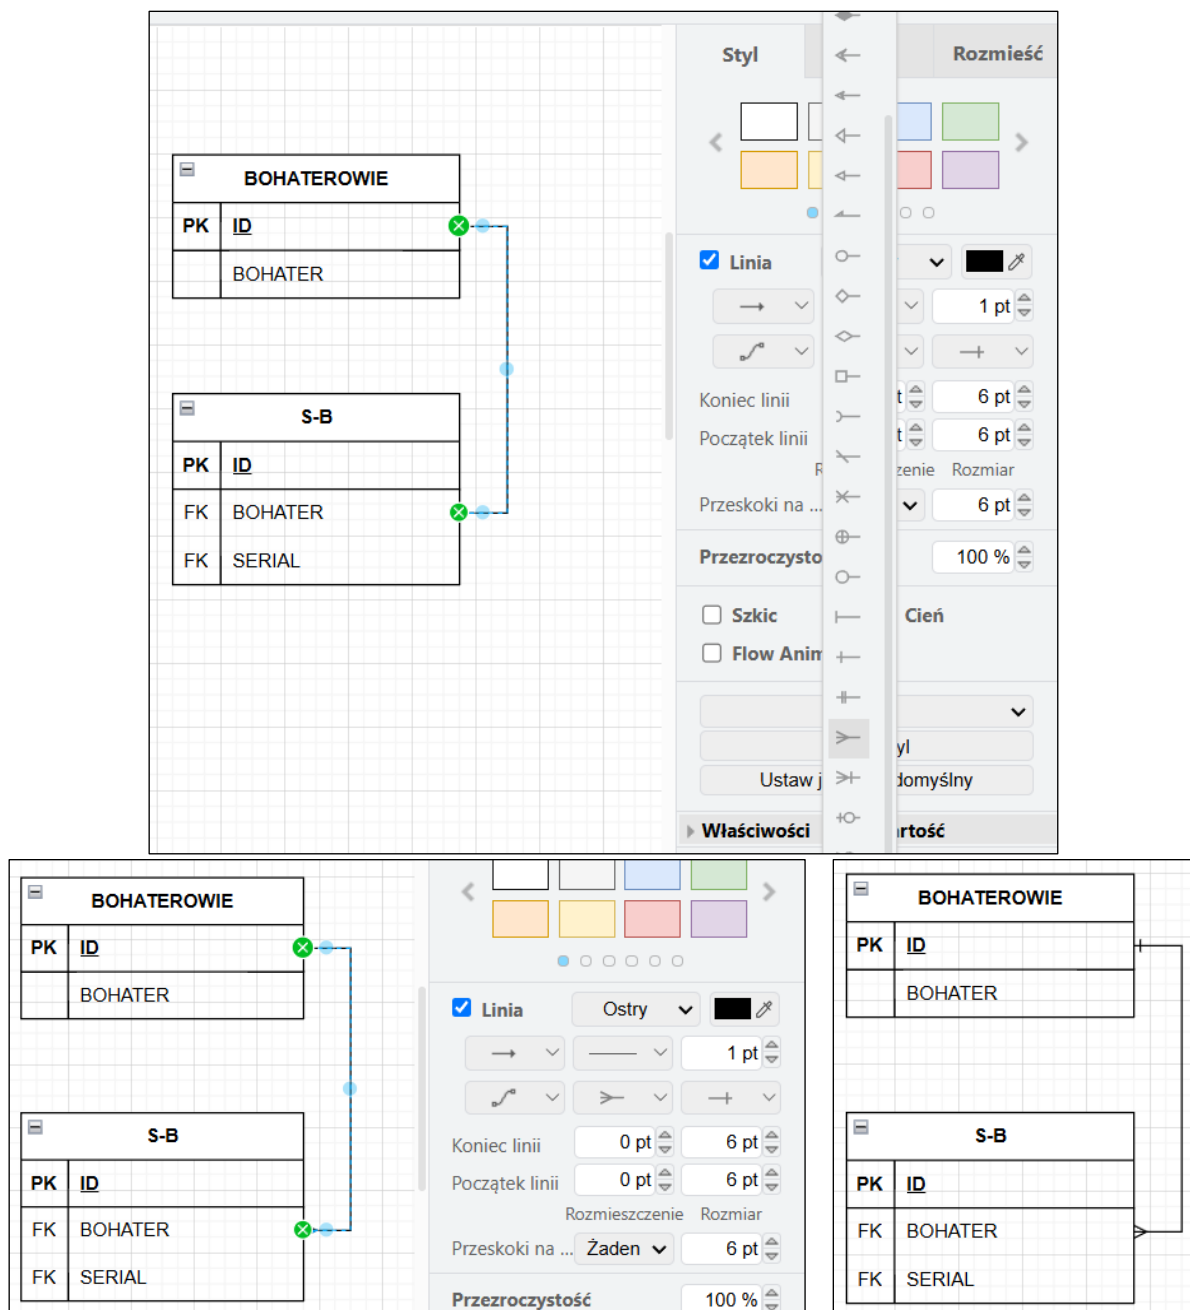 Styl Rozmieść
BOHATEROWIE
PK ID
BOHATER
Linia
1 pt
S-B
Koniec linii 6 pt
PK ID
Początek linii 6 pt
Rozmiar
FK BOHATER
Przeskoki na ... 6 pt
FK SERIAL
100 %
Szkic Cień
Flow Anim
Ustaw j domyślny
Właściwości
BOHATEROWIE
PK ID
BOHATER
Linia Ostry
1 pt
S-B
Koniec linii 0 pt 6 pt
PK ID
Początek linii 0 pt 6 pt
Rozmieszczenie Rozmiar
FK BOHATER
Przeskoki na ... Żaden 6 pt
FK SERIAL
Przezroczystość 100 %
BOHATEROWIE
PK ID
BOHATER
S-B
PK ID
FK BOHATER
FK SERIAL